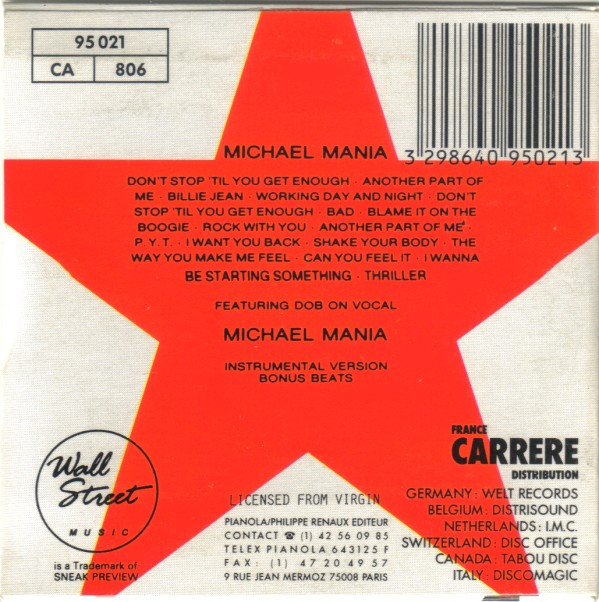 95 021
CA 806
3 298640 950213
MICHAEL MANIA
DON'T STOP 'TIL YOU GET ENOUGH · ANOTHER PART OF
ME · BILLIE JEAN · WORKING DAY AND NIGHT · DON'T
STOP 'TIL YOU GET ENOUGH · BAD · BLAME IT ON THE
BOOGIE · ROCK WITH YOU · ANOTHER PART OF ME ·
P.Y.T. · I WANT YOU BACK · SHAKE YOUR BODY · THE
WAY YOU MAKE ME FEEL · CAN YOU FEEL IT · I WANNA
BE STARTING SOMETHING · THRILLER
FEATURING DOB ON VOCAL
MICHAEL MANIA
INSTRUMENTAL VERSION
BONUS BEATS
Wall
Street
MUSIC
is a Trademark of
SNEAK PREVIEW
LICENSED FROM VIRGIN
PIANOLA/PHILIPPE RENAUX EDITEUR
CONTACT ☎ (1) 42 56 09 85
TELEX PIANOLA 643125 F
FAX : (1) 47 20 49 57
9 RUE JEAN MERMOZ 75008 PARIS
FRANCE
CARRERE
DISTRIBUTION
GERMANY : WELT RECORDS
BELGIUM : DISTRISOUND
NETHERLANDS : I.M.C.
SWITZERLAND : DISC OFFICE
CANADA : TABOU DISC
ITALY : DISCOMAGIC